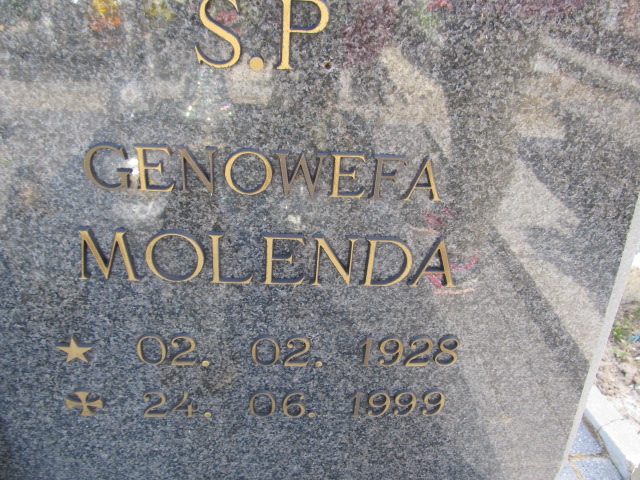 S.P.
GENOWEFA
MOLENDA
★ 02. 02. 1928
✠ 24. 06. 1999